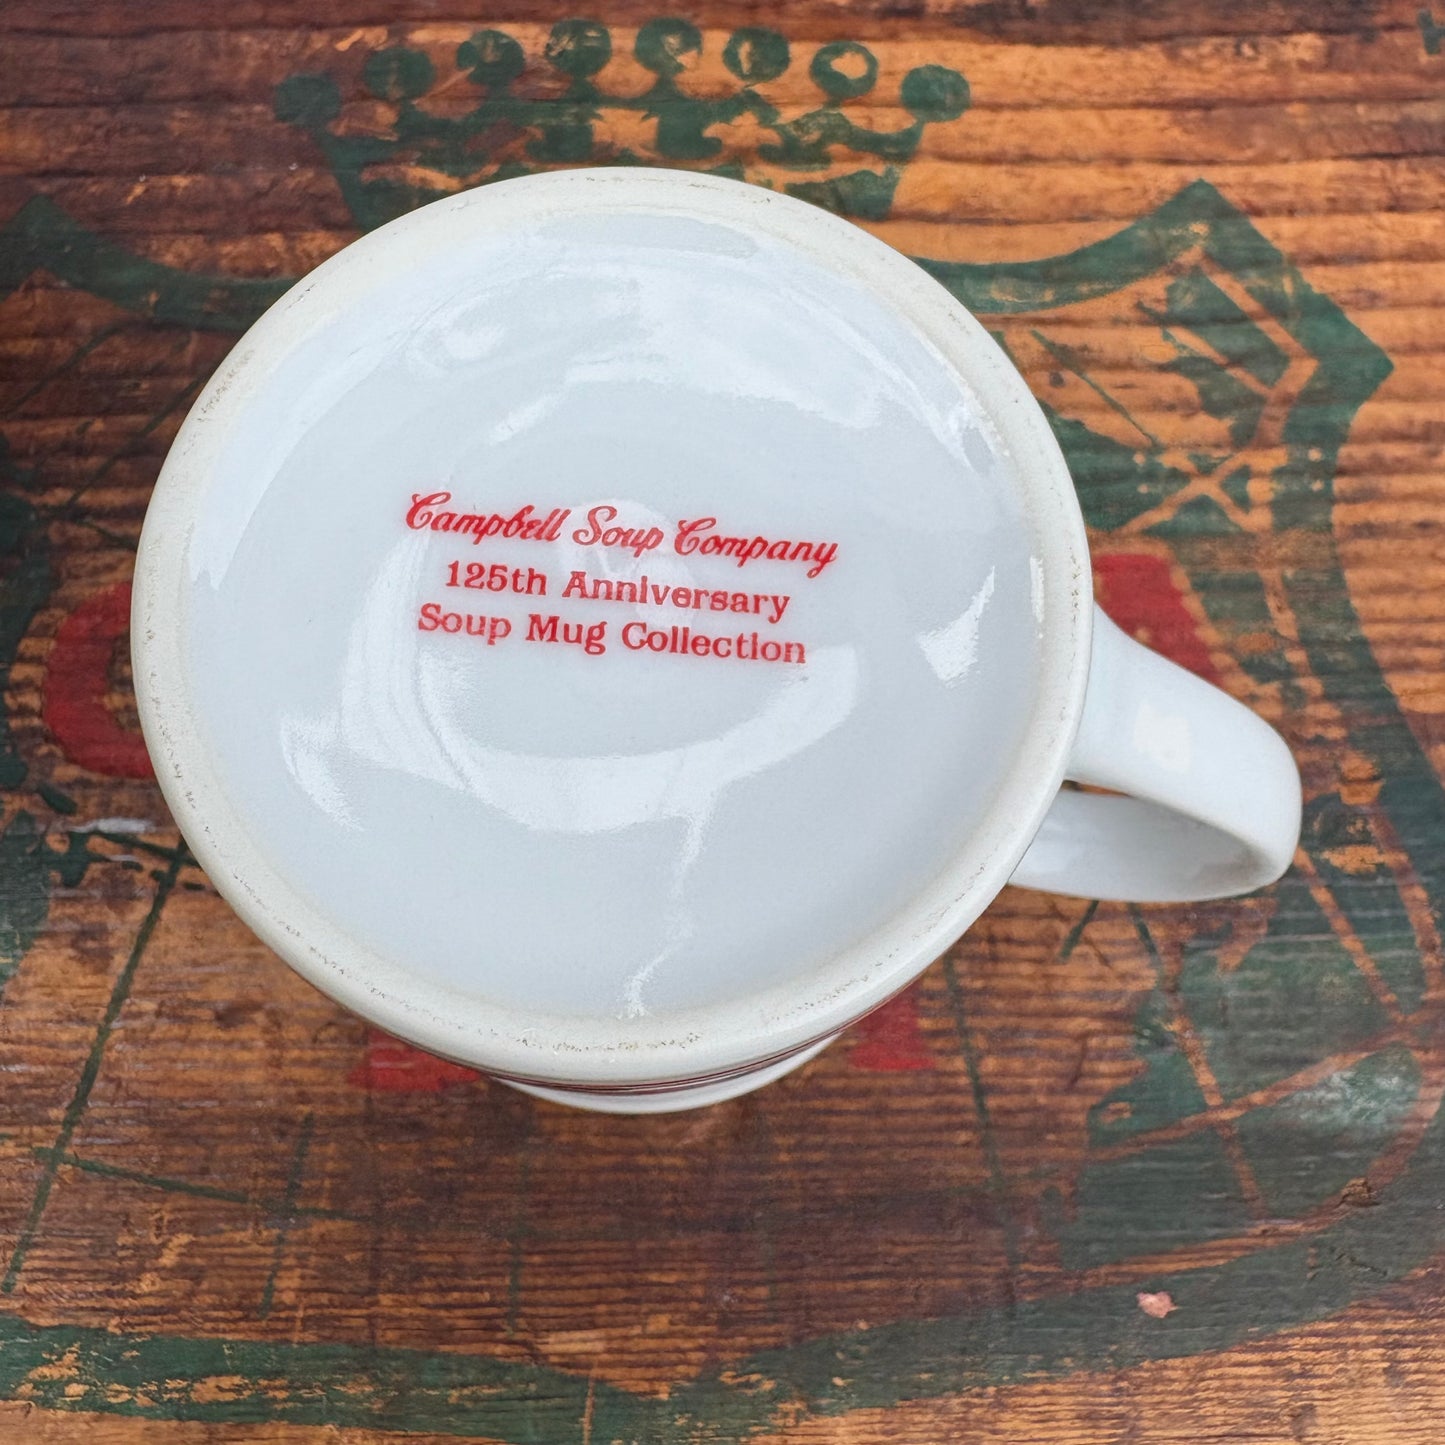 Campbell Soup Company
125th Anniversary
Soup Mug Collection